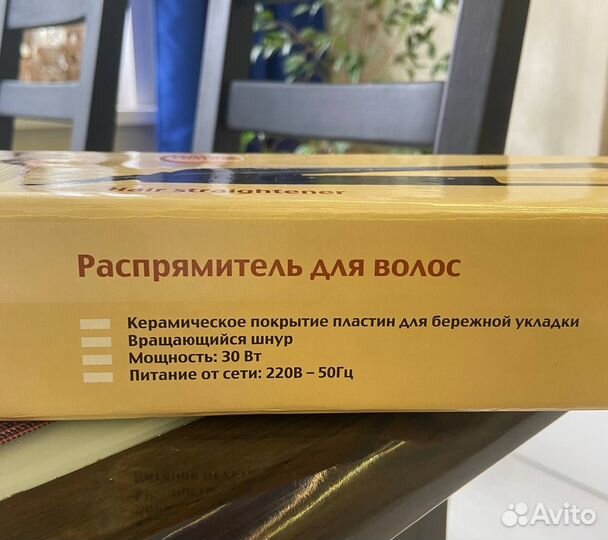 Hair straightener
Распрямитель для волос
Керамическое покрытие пластин для бережной укладки
Вращающийся шнур
Мощность: 30 Вт
Питание от сети: 220В – 50Гц
Avito